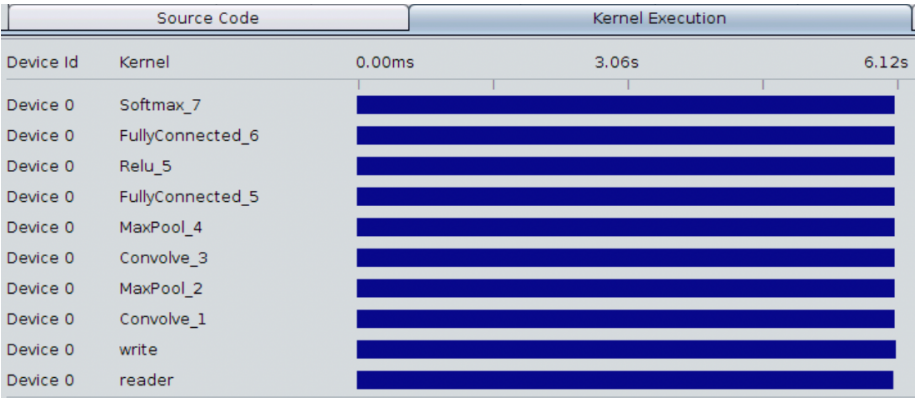 Source Code Kernel Execution
Device Id Kernel 0.00ms 3.06s 6.12s
Device 0 Softmax_7
Device 0 FullyConnected_6
Device 0 Relu_5
Device 0 FullyConnected_5
Device 0 MaxPool_4
Device 0 Convolve_3
Device 0 MaxPool_2
Device 0 Convolve_1
Device 0 write
Device 0 reader